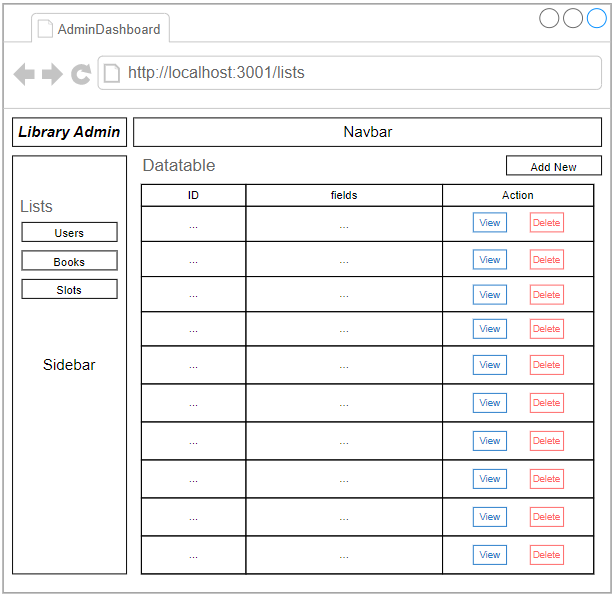 AdminDashboard
http://localhost:3001/lists
Library Admin
Navbar
Datatable
Add New
Lists
Users
Books
Slots
Sidebar
ID fields Action
... ... View Delete
... ... View Delete
... ... View Delete
... ... View Delete
... ... View Delete
... ... View Delete
... ... View Delete
... ... View Delete
... ... View Delete
... ... View Delete